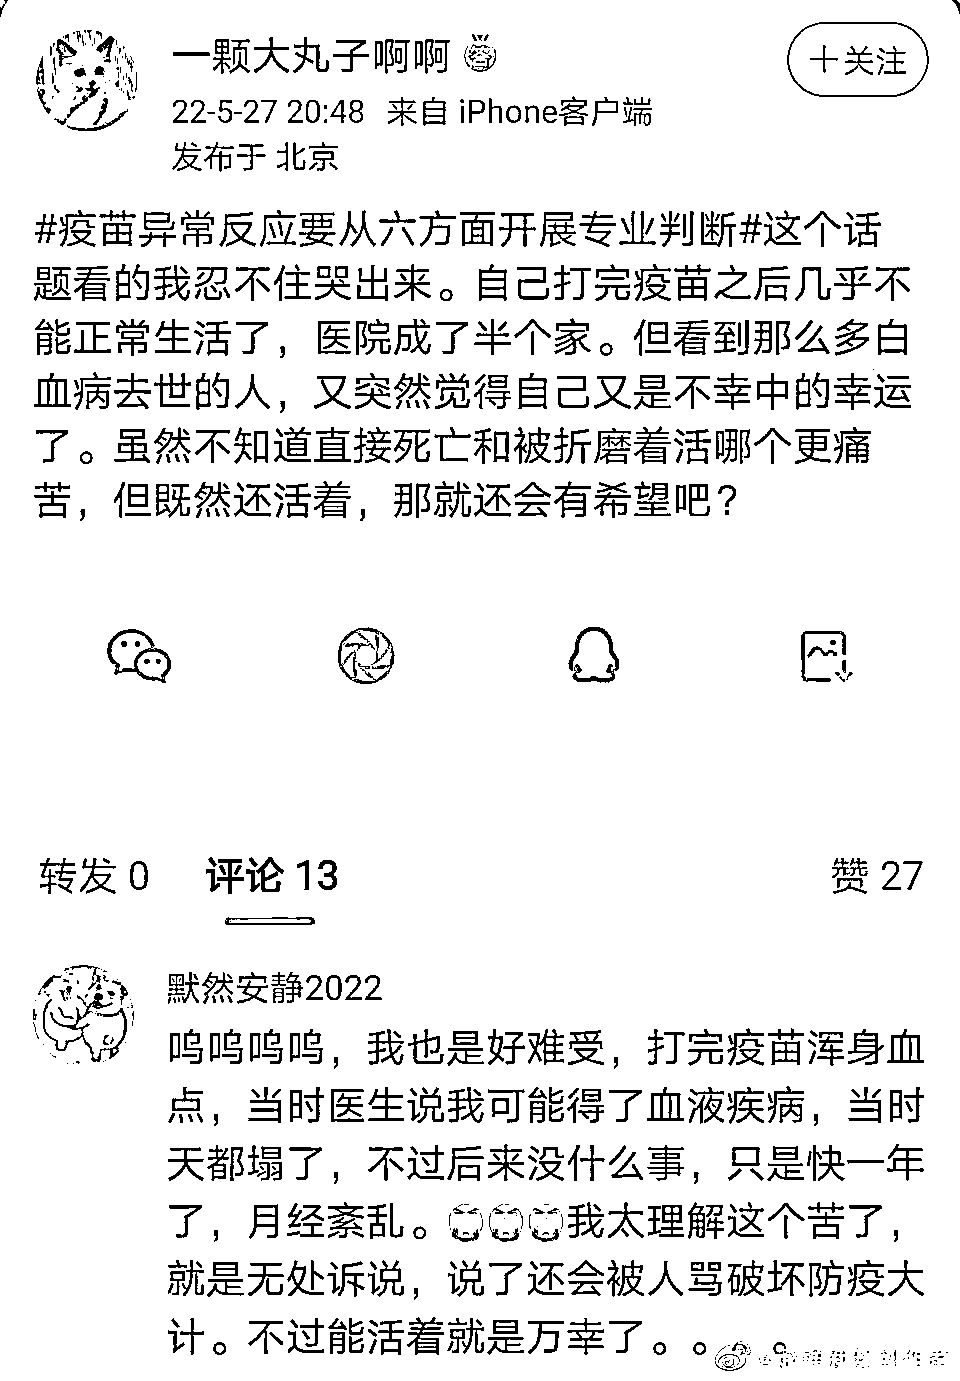 一颗大丸子啊啊
十关注
22-5-27 20:48 来自 iPhone客户端
发布于 北京
#疫苗异常反应要从六方面开展专业判断#这个话
题看的我忍不住哭出来。自己打完疫苗之后几乎不
能正常生活了，医院成了半个家。但看到那么多白
血病去世的人，又突然觉得自己又是不幸中的幸运
了。虽然不知道直接死亡和被折磨着活哪个更痛
苦，但既然还活着，那就还会有希望吧？
转发 0 评论 13 赞 27
默然安静2022
呜呜呜呜，我也是好难受，打完疫苗浑身血
点，当时医生说我可能得了血液疾病，当时
天都塌了，不过后来没什么事，只是快一年
了，月经紊乱。我太理解这个苦了，
就是无处诉说，说了还会被人骂破坏防疫大
计。不过能活着就是万幸了。。。。